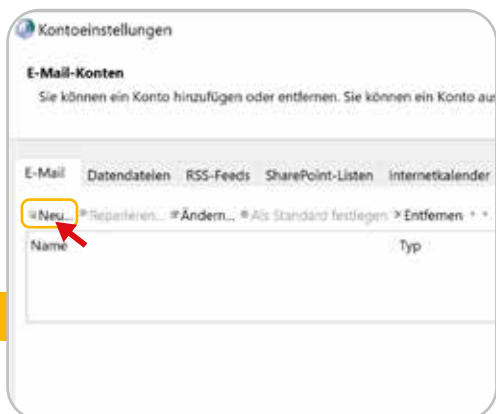 Kontoeinstellungen
E-Mail-Konten
Sie können ein Konto hinzufügen oder entfernen. Sie können ein Konto au
E-Mail Datendateien RSS-Feeds SharePoint-Listen Internetkalender
Neu... Reparieren... Ändern... Als Standard festlegen Entfernen
Name Typ